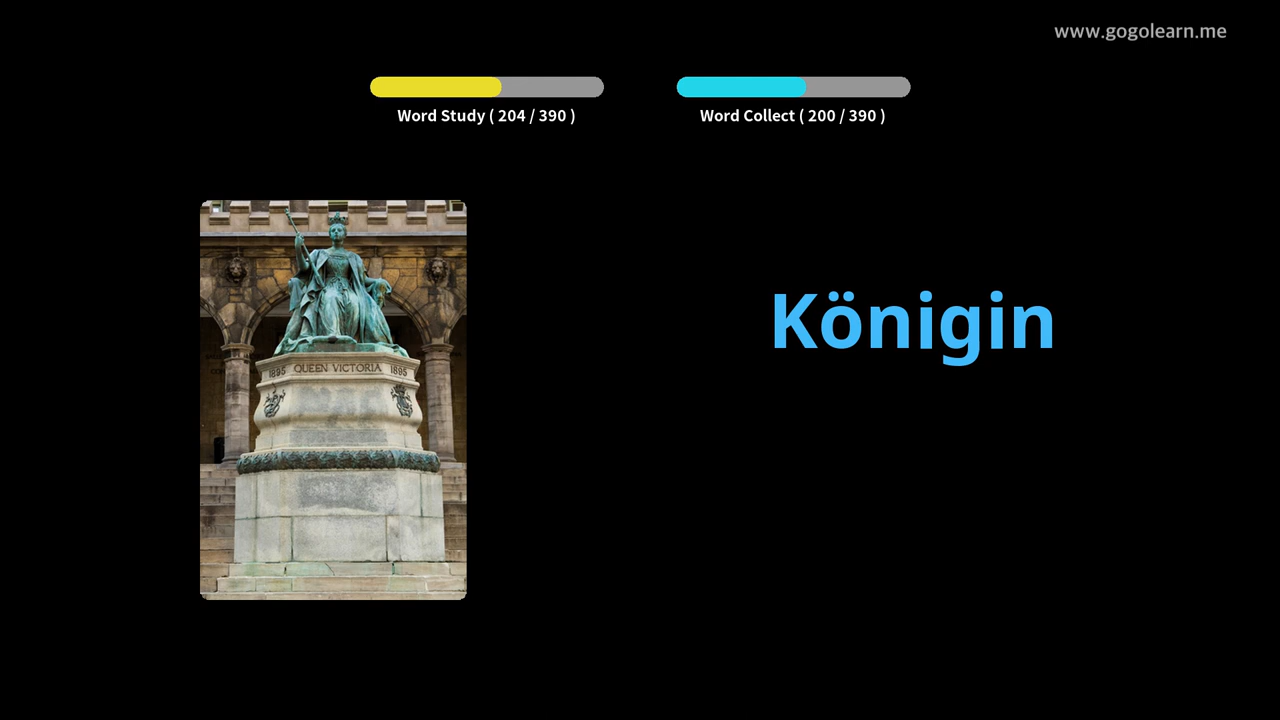 www.gogolearn.me
Word Study ( 204 / 390 )
Word Collect ( 200 / 390 )
Königin
1895 QUEEN VICTORIA 1895